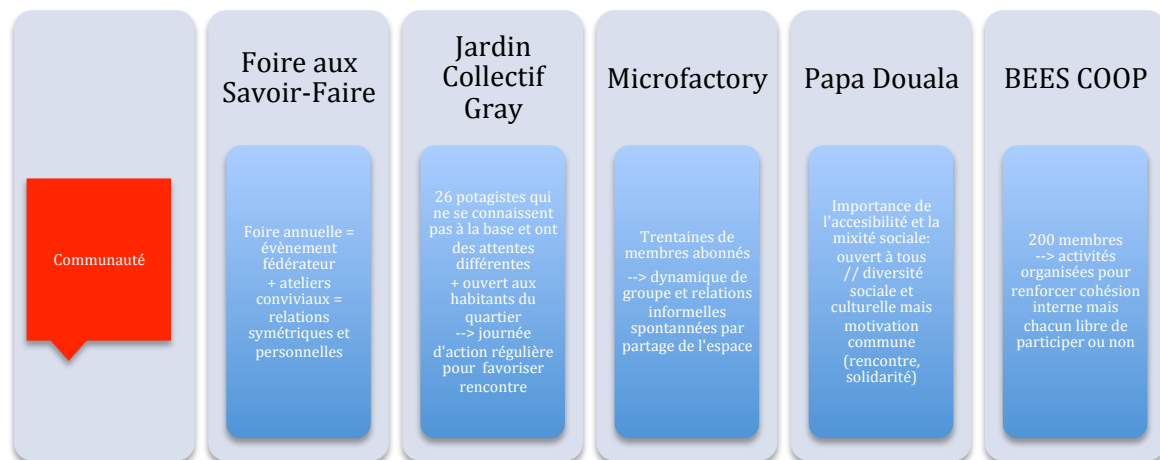 Communauté
Foire aux
Savoir-Faire
Foire annuelle =
évènement
fédérateur
+ ateliers
conviviaux =
relations
symétriques et
personnelles
Jardin
Collectif
Gray
26 potagistes qui
ne se connaissent
pas à la base et ont
des attentes
différentes
+ ouvert aux
habitants du
quartier
--> journée
d'action régulière
pour favoriser
rencontre
Microfactory
Trentaines de
membres abonnés
--> dynamique de
groupe et relations
informelles
spontannées par
partage de l'espace
Papa Douala
Importance de
l'accesibilité et la
mixité sociale:
ouvert à tous
// diversité
sociale et
culturelle mais
motivation
commune
(rencontre,
solidarité)
BEES COOP
200 membres
--> activités
organisées pour
renforcer cohésion
interne mais
chacun libre de
participer ou non